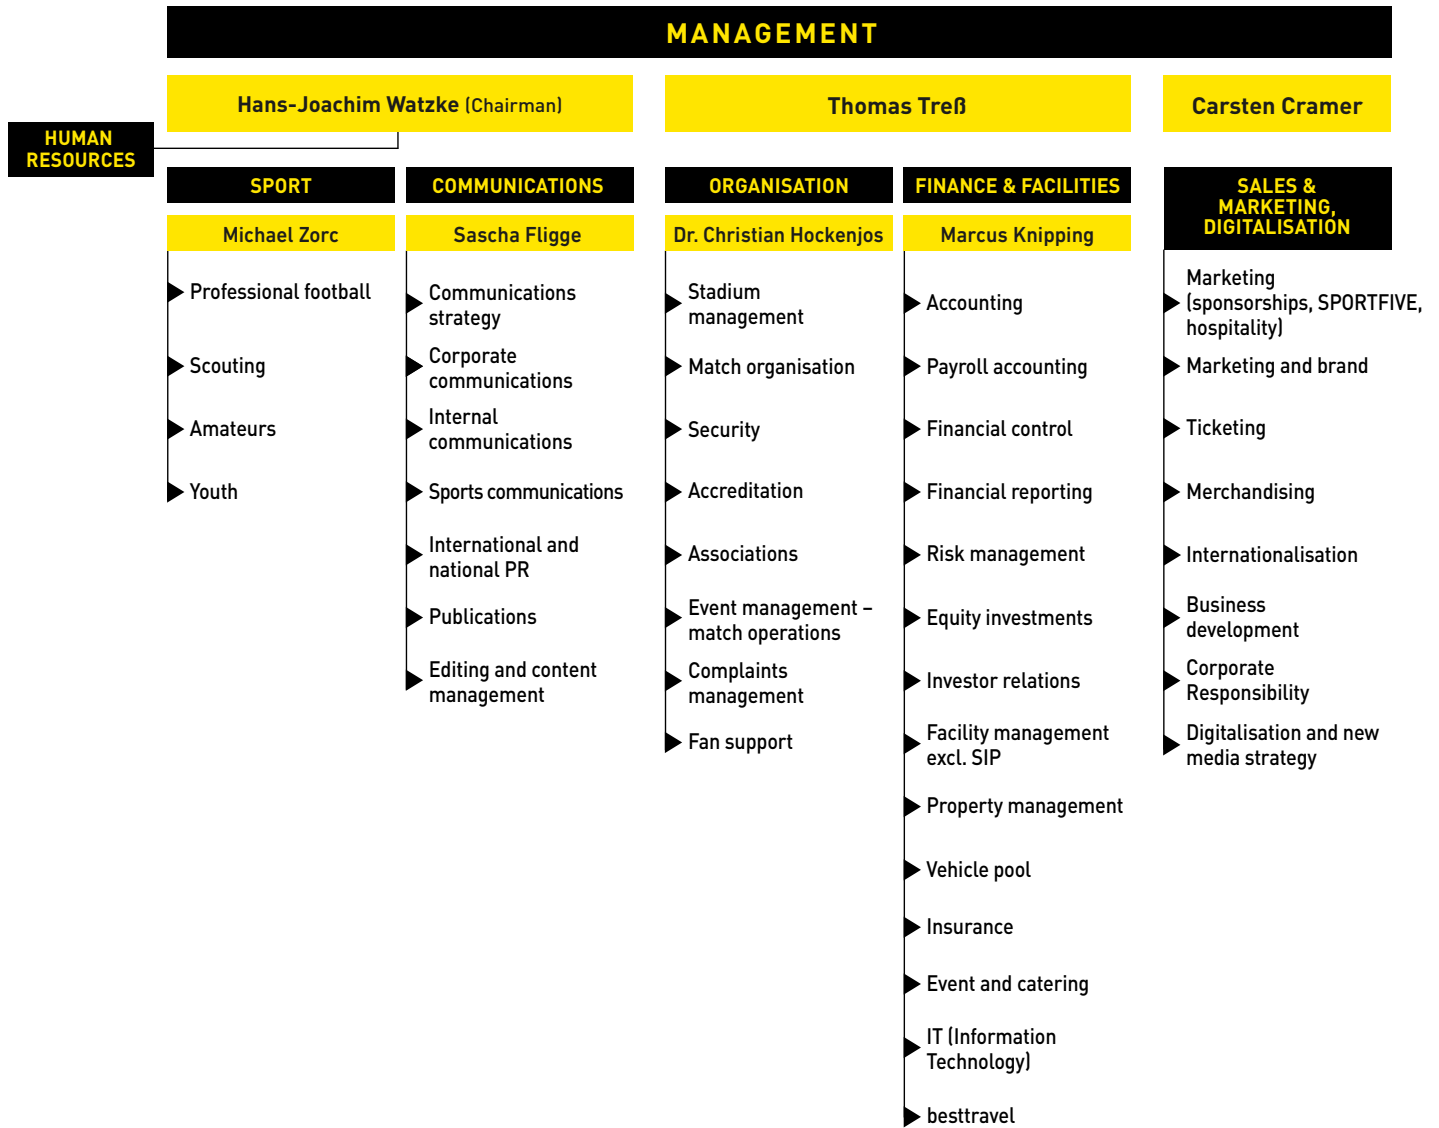 MANAGEMENT
Hans-Joachim Watzke (Chairman)
Thomas Treß
Carsten Cramer
HUMAN
RESOURCES
SPORT
Michael Zorc
Professional football
Scouting
Amateurs
Youth
COMMUNICATIONS
Sascha Fligge
Communications
strategy
Corporate
communications
Internal
communications
Sports communications
International and
national PR
Publications
Editing and content
management
ORGANISATION
Dr. Christian Hockenjos
Stadium
management
Match organisation
Security
Accreditation
Associations
Event management –
match operations
Complaints
management
Fan support
FINANCE & FACILITIES
Marcus Knipping
Accounting
Payroll accounting
Financial control
Financial reporting
Risk management
Equity investments
Investor relations
Facility management
excl. SIP
Property management
Vehicle pool
Insurance
Event and catering
IT (Information
Technology)
besttravel
SALES &
MARKETING,
DIGITALISATION
Marketing
(sponsorships, SPORTFIVE,
hospitality)
Marketing and brand
Ticketing
Merchandising
Internationalisation
Business
development
Corporate
Responsibility
Digitalisation and new
media strategy